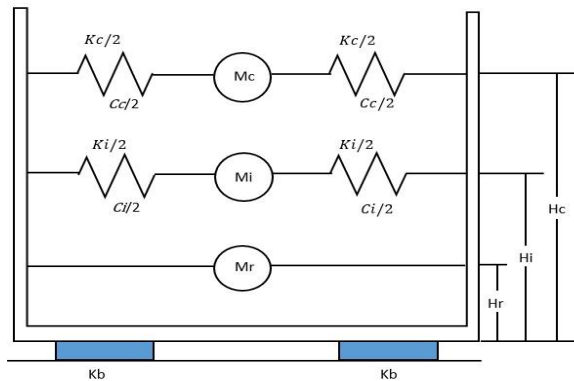 Kc/2 Kc/2
Mc
Cc/2 Cc/2
Ki/2 Ki/2
Mi
Ci/2 Ci/2
Hc
Hi
Mr
Hr
Kb Kb